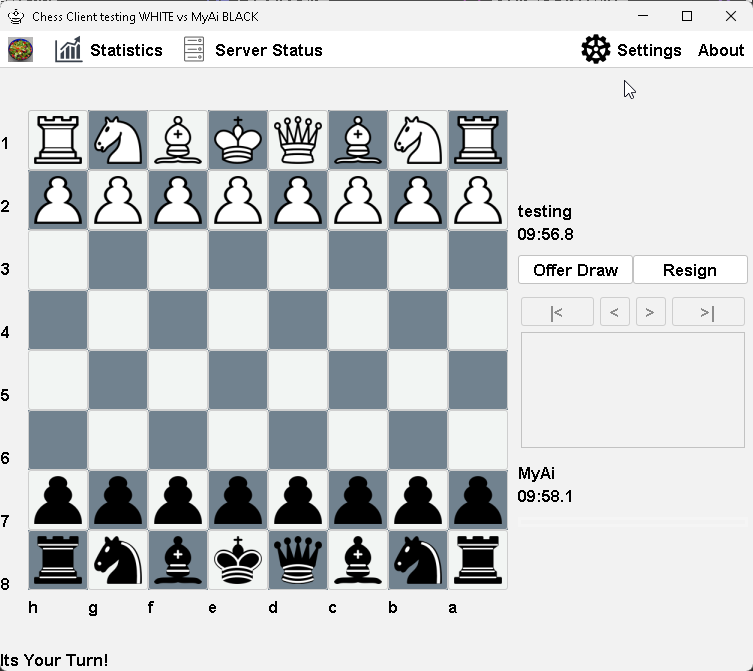 Chess Client testing WHITE vs MyAi BLACK
Statistics Server Status Settings About
1
2
3
4
5
6
7
8
h g f e d c b a
testing
09:56.8
Offer Draw Resign
|< < > >|
MyAi
09:58.1
Its Your Turn!